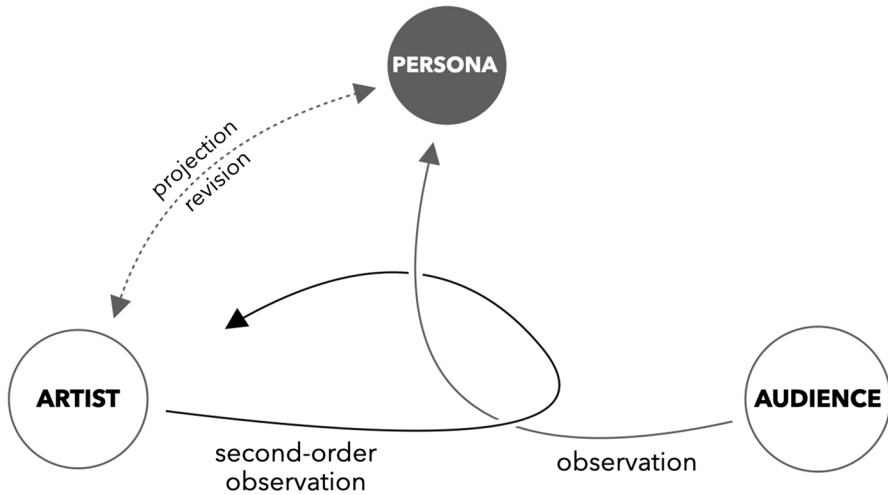 PERSONA
projection
revision
ARTIST
AUDIENCE
second-order
observation
observation